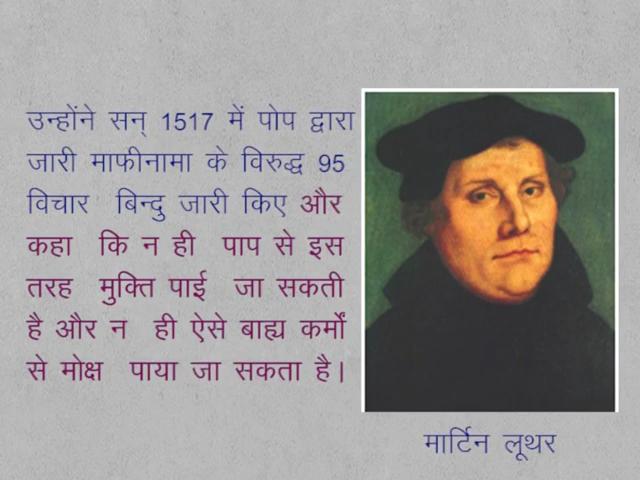 उन्होंने सन् 1517 में पोप द्वारा
जारी माफीनामा के विरुद्ध 95
विचार बिन्दु जारी किए और
कहा कि न ही पाप से इस
तरह मुक्ति पाई जा सकती
है और न ही ऐसे बाह्य कर्मों
से मोक्ष पाया जा सकता है।
मार्टिन लूथर